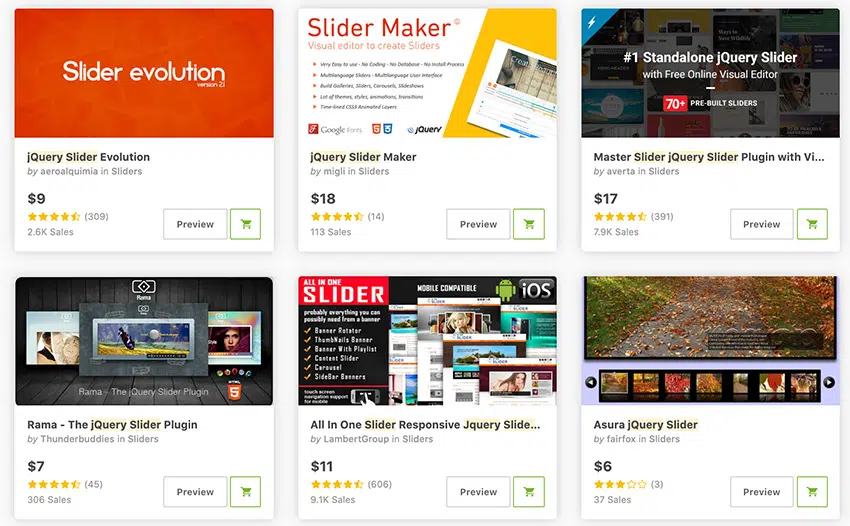 Slider evolution
version 2.1
jQuery Slider Evolution
by aeroalquimia in Sliders
$9
(309)
2.6K Sales
Preview
Slider Maker©
Visual editor to create Sliders
Very Easy to use - No Coding - No Database - No Install Process
Multilanguage Sliders - Multilanguage User Interface
Build Galleries, Sliders, Carousels, Slideshows
Lot of themes, styles, animations, transitions
Time-lined CSS3 Animated Layers
Google Fonts
jQuery
jQuery Slider Maker
by migli in Sliders
$18
(14)
113 Sales
Preview
#1 Standalone jQuery Slider
with Free Online Visual Editor
70+ PRE-BUILT SLIDERS
Master Slider jQuery Slider Plugin with Vi...
by averta in Sliders
$17
(391)
7.9K Sales
Preview
Rama
Rama - The jQuery Slider Plugin
HTML
5
Rama - The jQuery Slider Plugin
by Thunderbuddies in Sliders
$7
(45)
306 Sales
Preview
ALL IN ONE
SLIDER
probably everything you can
possibly need from a banner
Banner Rotator
ThumbNails Banner
Banner With Playlist
Content Slider
Carousel
SideBar Banners
touch screen
navigation support
for mobile
MOBILE COMPATIBLE
iOS
All In One Slider Responsive Jquery Slide...
by LambertGroup in Sliders
$11
(606)
9.1K Sales
Preview
Asura jQuery Slider
by fairfox in Sliders
$6
(3)
37 Sales
Preview